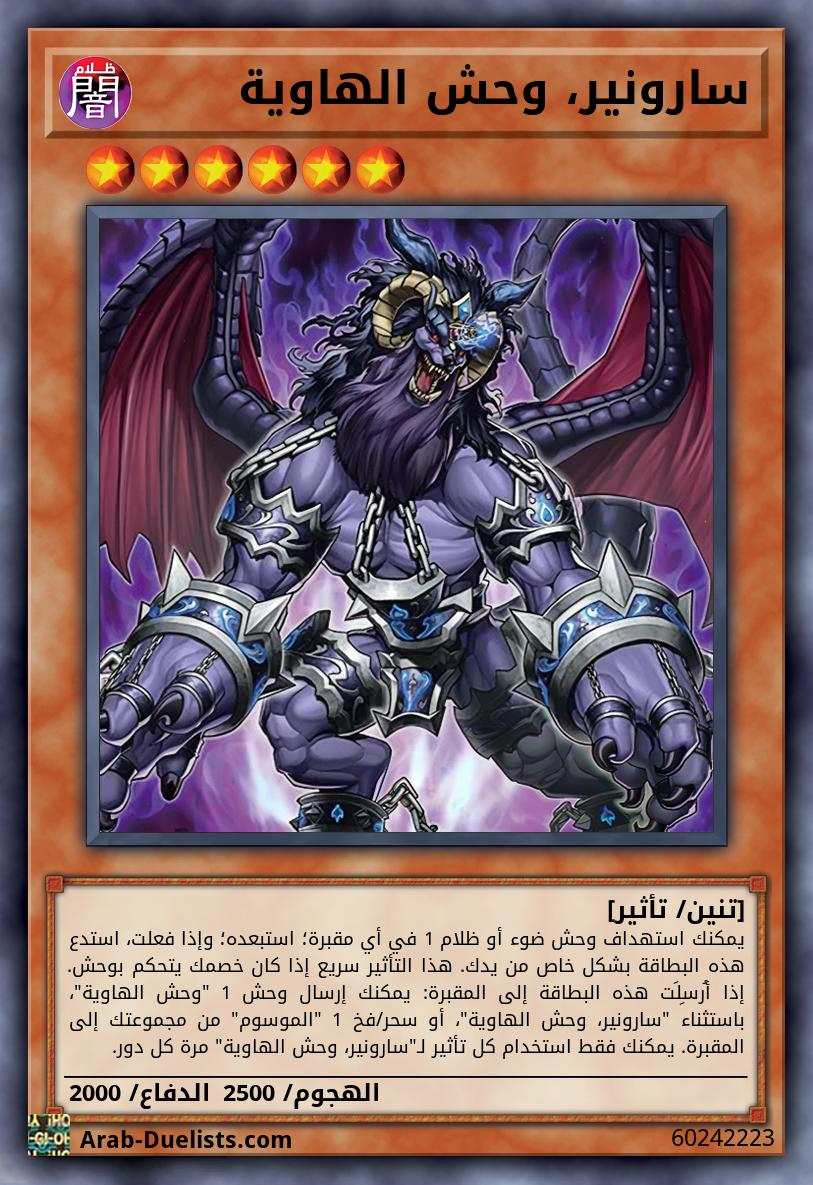 سارونير، وحش الهاوية
ظلام
闇
[تنين/ تأثير]
يمكنك استهداف وحش ضوء أو ظلام 1 في أي مقبرة؛ استبعده؛ وإذا فعلت، استدع
هذه البطاقة بشكل خاص من يدك. هذا التأثير سريع إذا كان خصمك يتحكم بوحش.
إذا أُرسِلَت هذه البطاقة إلى المقبرة: يمكنك إرسال وحش 1 "وحش الهاوية"،
باستثناء "سارونير، وحش الهاوية"، أو سحر/فخ 1 "الموسوم" من مجموعتك إلى
المقبرة. يمكنك فقط استخدام كل تأثير لـ"سارونير، وحش الهاوية" مرة كل دور.
الهجوم/ 2500 الدفاع/ 2000
Arab-Duelists.com
60242223